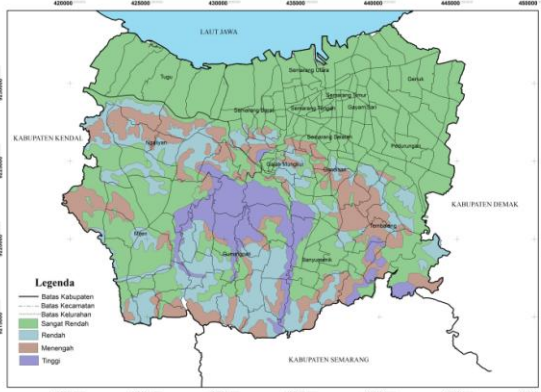 420000 425000 430000 435000 440000 445000 450000
LAUT JAWA
Tugu
Semarang Utara
Genuk
Semarang Timur
Semarang Barat
Semarang Tengah
Gayamsari
KABUPATEN KENDAL
Ngaliyan
Semarang Selatan
Pedurungan
Gajah Mungkur
Candisari
KABUPATEN DEMAK
Tembalang
Mijen
Gunungpati
Banyumanik
Legenda
Batas Kabupaten
Batas Kecamatan
Batas Kelurahan
Sangat Rendah
Rendah
Menengah
Tinggi
KABUPATEN SEMARANG